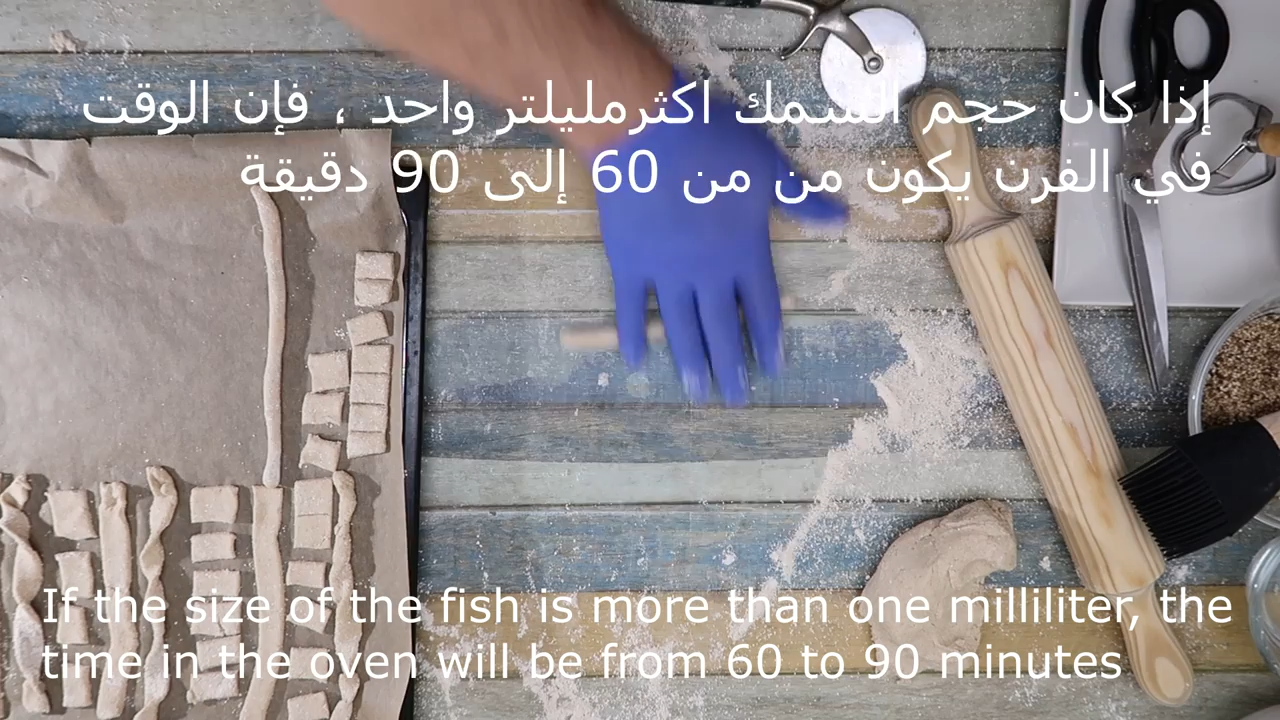 إذا كان حجم السمك اكثرمليلتر واحد ، فإن الوقت
في الفرن يكون من من 60 إلى 90 دقيقة
If the size of the fish is more than one milliliter, the
time in the oven will be from 60 to 90 minutes